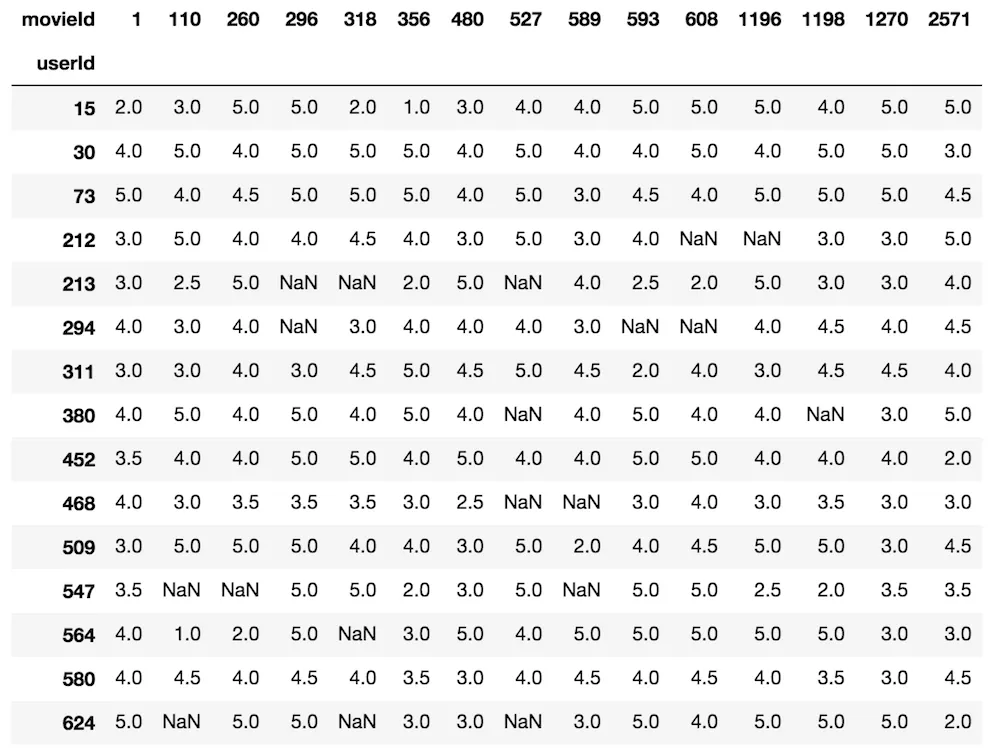 movieId 1 110 260 296 318 356 480 527 589 593 608 1196 1198 1270 2571
userId
15 2.0 3.0 5.0 5.0 2.0 1.0 3.0 4.0 4.0 5.0 5.0 5.0 4.0 5.0 5.0
30 4.0 5.0 4.0 5.0 5.0 5.0 4.0 5.0 4.0 4.0 5.0 4.0 5.0 5.0 3.0
73 5.0 4.0 4.5 5.0 5.0 5.0 4.0 5.0 3.0 4.5 4.0 5.0 5.0 5.0 4.5
212 3.0 5.0 4.0 4.0 4.5 4.0 3.0 5.0 3.0 4.0 NaN NaN 3.0 3.0 5.0
213 3.0 2.5 5.0 NaN NaN 2.0 5.0 NaN 4.0 2.5 2.0 5.0 3.0 3.0 4.0
294 4.0 3.0 4.0 NaN 3.0 4.0 4.0 4.0 3.0 NaN NaN 4.0 4.5 4.0 4.5
311 3.0 3.0 4.0 3.0 4.5 5.0 4.5 5.0 4.5 2.0 4.0 3.0 4.5 4.5 4.0
380 4.0 5.0 4.0 5.0 4.0 5.0 4.0 NaN 4.0 5.0 4.0 4.0 NaN 3.0 5.0
452 3.5 4.0 4.0 5.0 5.0 4.0 5.0 4.0 4.0 5.0 5.0 4.0 4.0 4.0 2.0
468 4.0 3.0 3.5 3.5 3.5 3.0 2.5 NaN NaN 3.0 4.0 3.0 3.5 3.0 3.0
509 3.0 5.0 5.0 5.0 4.0 4.0 3.0 5.0 2.0 4.0 4.5 5.0 5.0 3.0 4.5
547 3.5 NaN NaN 5.0 5.0 2.0 3.0 5.0 NaN 5.0 5.0 2.5 2.0 3.5 3.5
564 4.0 1.0 2.0 5.0 NaN 3.0 5.0 4.0 5.0 5.0 5.0 5.0 5.0 3.0 3.0
580 4.0 4.5 4.0 4.5 4.0 3.5 3.0 4.0 4.5 4.0 4.5 4.0 3.5 3.0 4.5
624 5.0 NaN 5.0 5.0 NaN 3.0 3.0 NaN 3.0 5.0 4.0 5.0 5.0 5.0 2.0